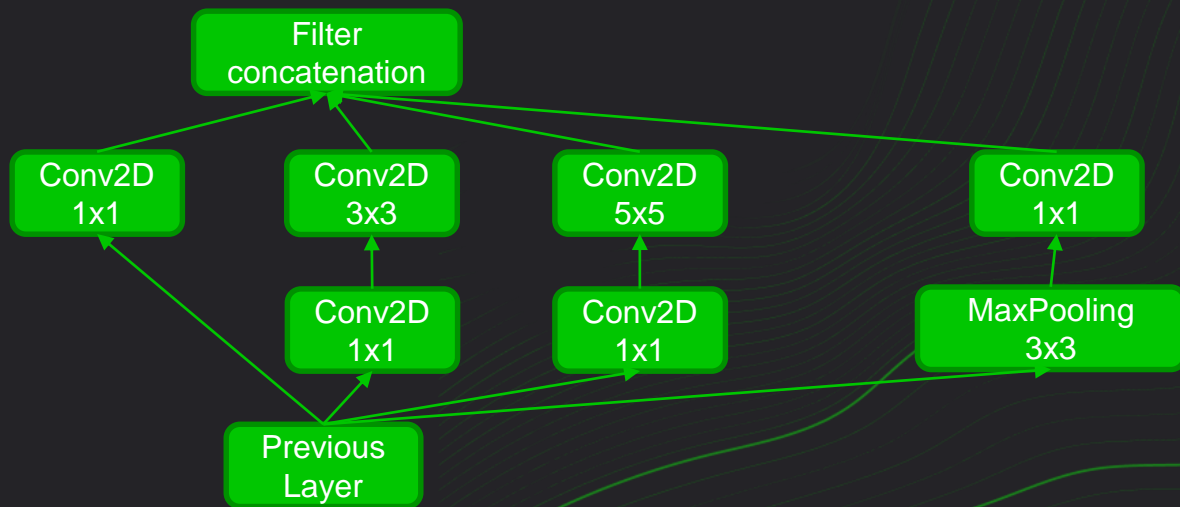 Filter
concatenation
Conv2D
1x1
Conv2D
3x3
Conv2D
5x5
Conv2D
1x1
Conv2D
1x1
Conv2D
1x1
MaxPooling
3x3
Previous
Layer